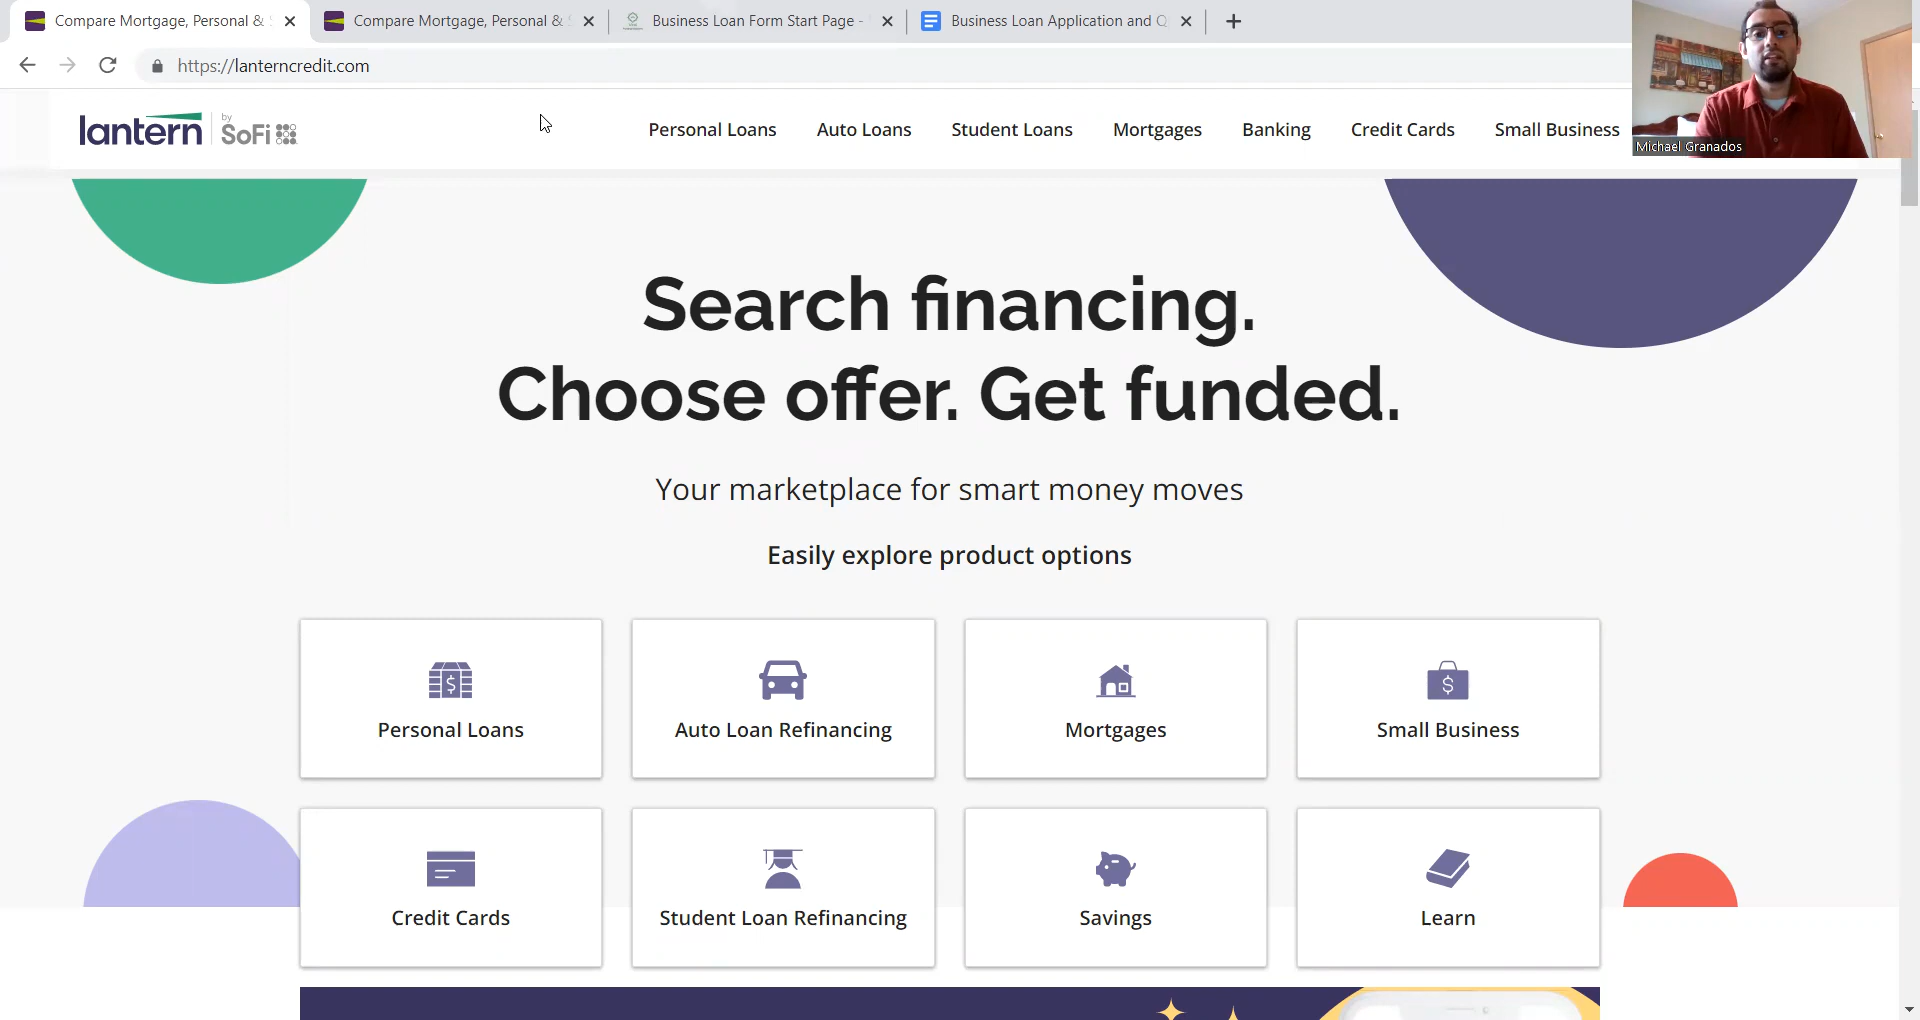 Compare Mortgage, Personal &
Compare Mortgage, Personal &
Business Loan Form Start Page -
Business Loan Application and Q
https://lanterncredit.com
lantern
by
SoFi
Personal Loans
Auto Loans
Student Loans
Mortgages
Banking
Credit Cards
Small Business
Michael Granados
Search financing.
Choose offer. Get funded.
Your marketplace for smart money moves
Easily explore product options
$
$
Personal Loans
Auto Loan Refinancing
Mortgages
Small Business
Credit Cards
Student Loan Refinancing
Savings
Learn